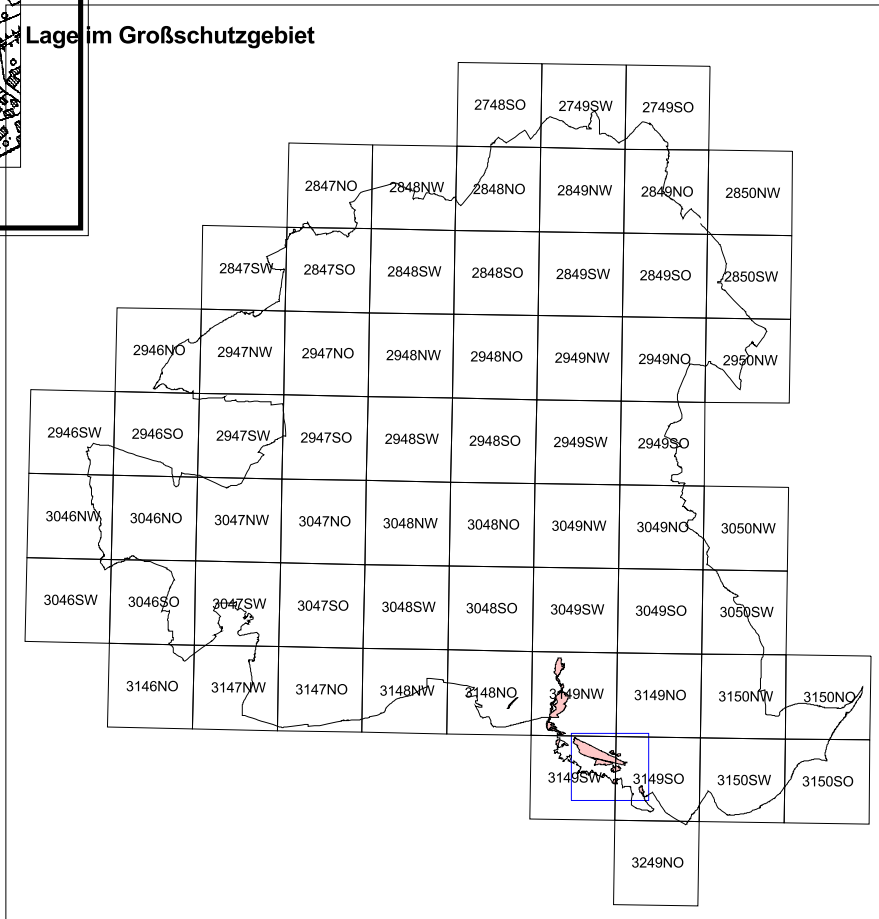 Lage im Großschutzgebiet
2748SO 2749SW 2749SO
2847NO 2848NW 2848NO 2849NW 2849NO 2850NW
2847SW 2847SO 2848SW 2848SO 2849SW 2849SO 2850SW
2946NO 2947NW 2947NO 2948NW 2948NO 2949NW 2949NO 2950NW
2946SW 2946SO 2947SW 2947SO 2948SW 2948SO 2949SW 2949SO
3046NW 3046NO 3047NW 3047NO 3048NW 3048NO 3049NW 3049NO 3050NW
3046SW 3046SO 3047SW 3047SO 3048SW 3048SO 3049SW 3049SO 3050SW
3146NO 3147NW 3147NO 3148NW 3148NO 3149NW 3149NO 3150NW 3150NO
3149SW 3149SO 3150SW 3150SO
3249NO